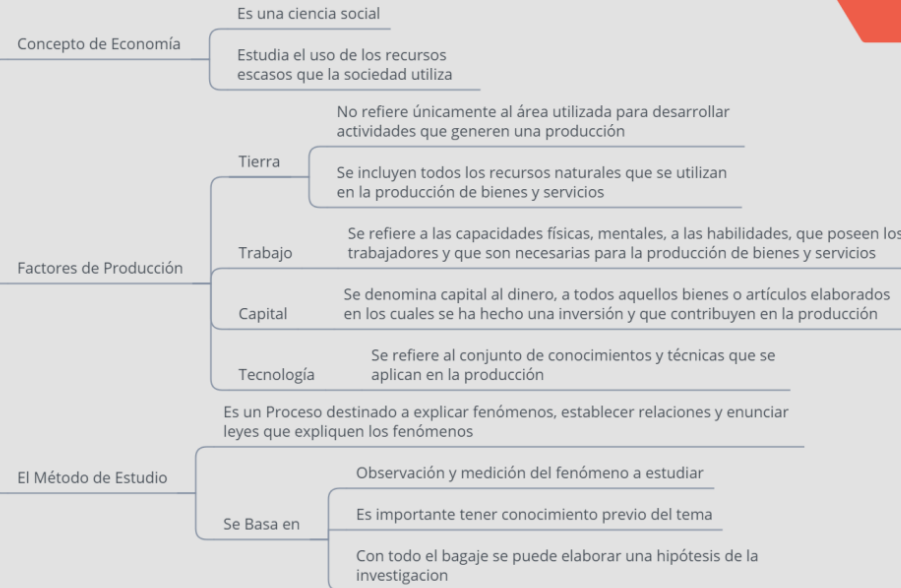 Es una ciencia social
Concepto de Economía
Estudia el uso de los recursos
escasos que la sociedad utiliza
No refiere únicamente al área utilizada para desarrollar
actividades que generen una producción
Tierra
Se incluyen todos los recursos naturales que se utilizan
en la producción de bienes y servicios
Se refiere a las capacidades físicas, mentales, a las habilidades, que poseen los
Trabajo
trabajadores y que son necesarias para la producción de bienes y servicios
Factores de Producción
Se denomina capital al dinero, a todos aquellos bienes o artículos elaborados
Capital
en los cuales se ha hecho una inversión y que contribuyen en la producción
Se refiere al conjunto de conocimientos y técnicas que se
Tecnología
aplican en la producción
Es un Proceso destinado a explicar fenómenos, establecer relaciones y enunciar
leyes que expliquen los fenómenos
El Método de Estudio
Observación y medición del fenómeno a estudiar
Se Basa en
Es importante tener conocimiento previo del tema
Con todo el bagaje se puede elaborar una hipótesis de la
investigacion